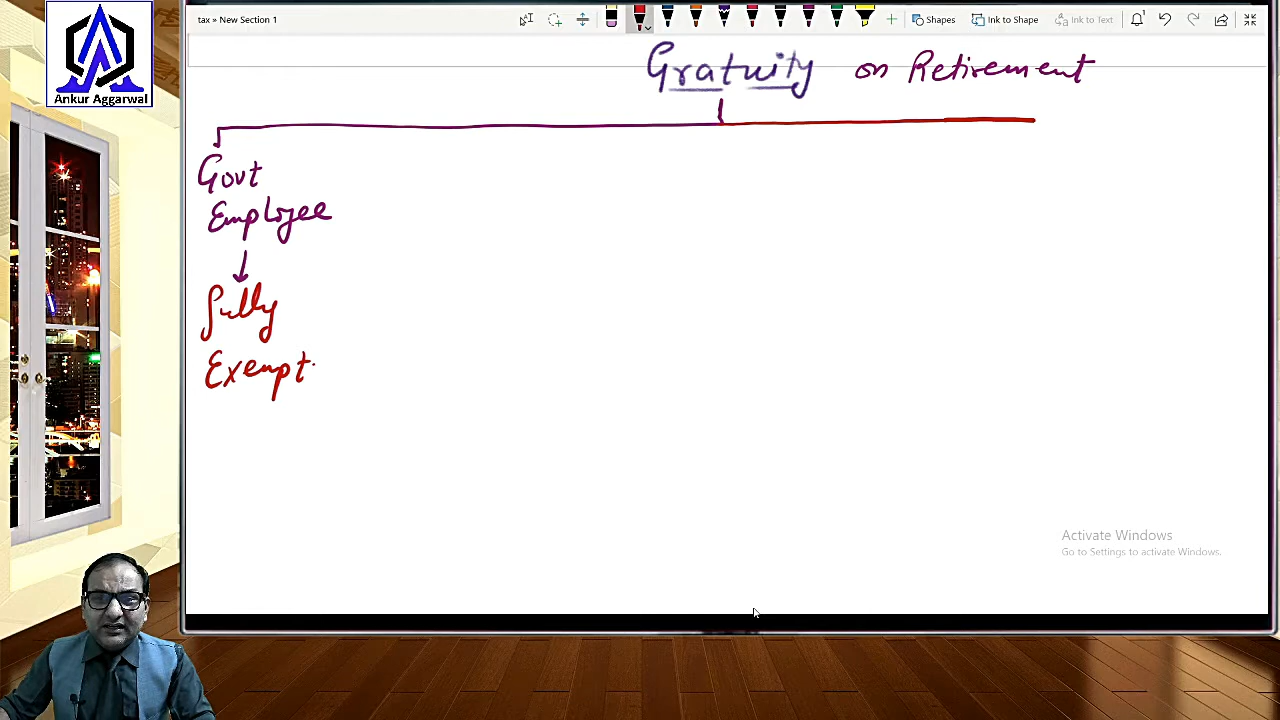 tax » New Section 1
Shapes
Ink to Shape
Ink to Text
Ankur Aggarwal
Gratuity on Retirement
Govt
Employee
Fully
Exempt.
Activate Windows
Go to Settings to activate Windows.